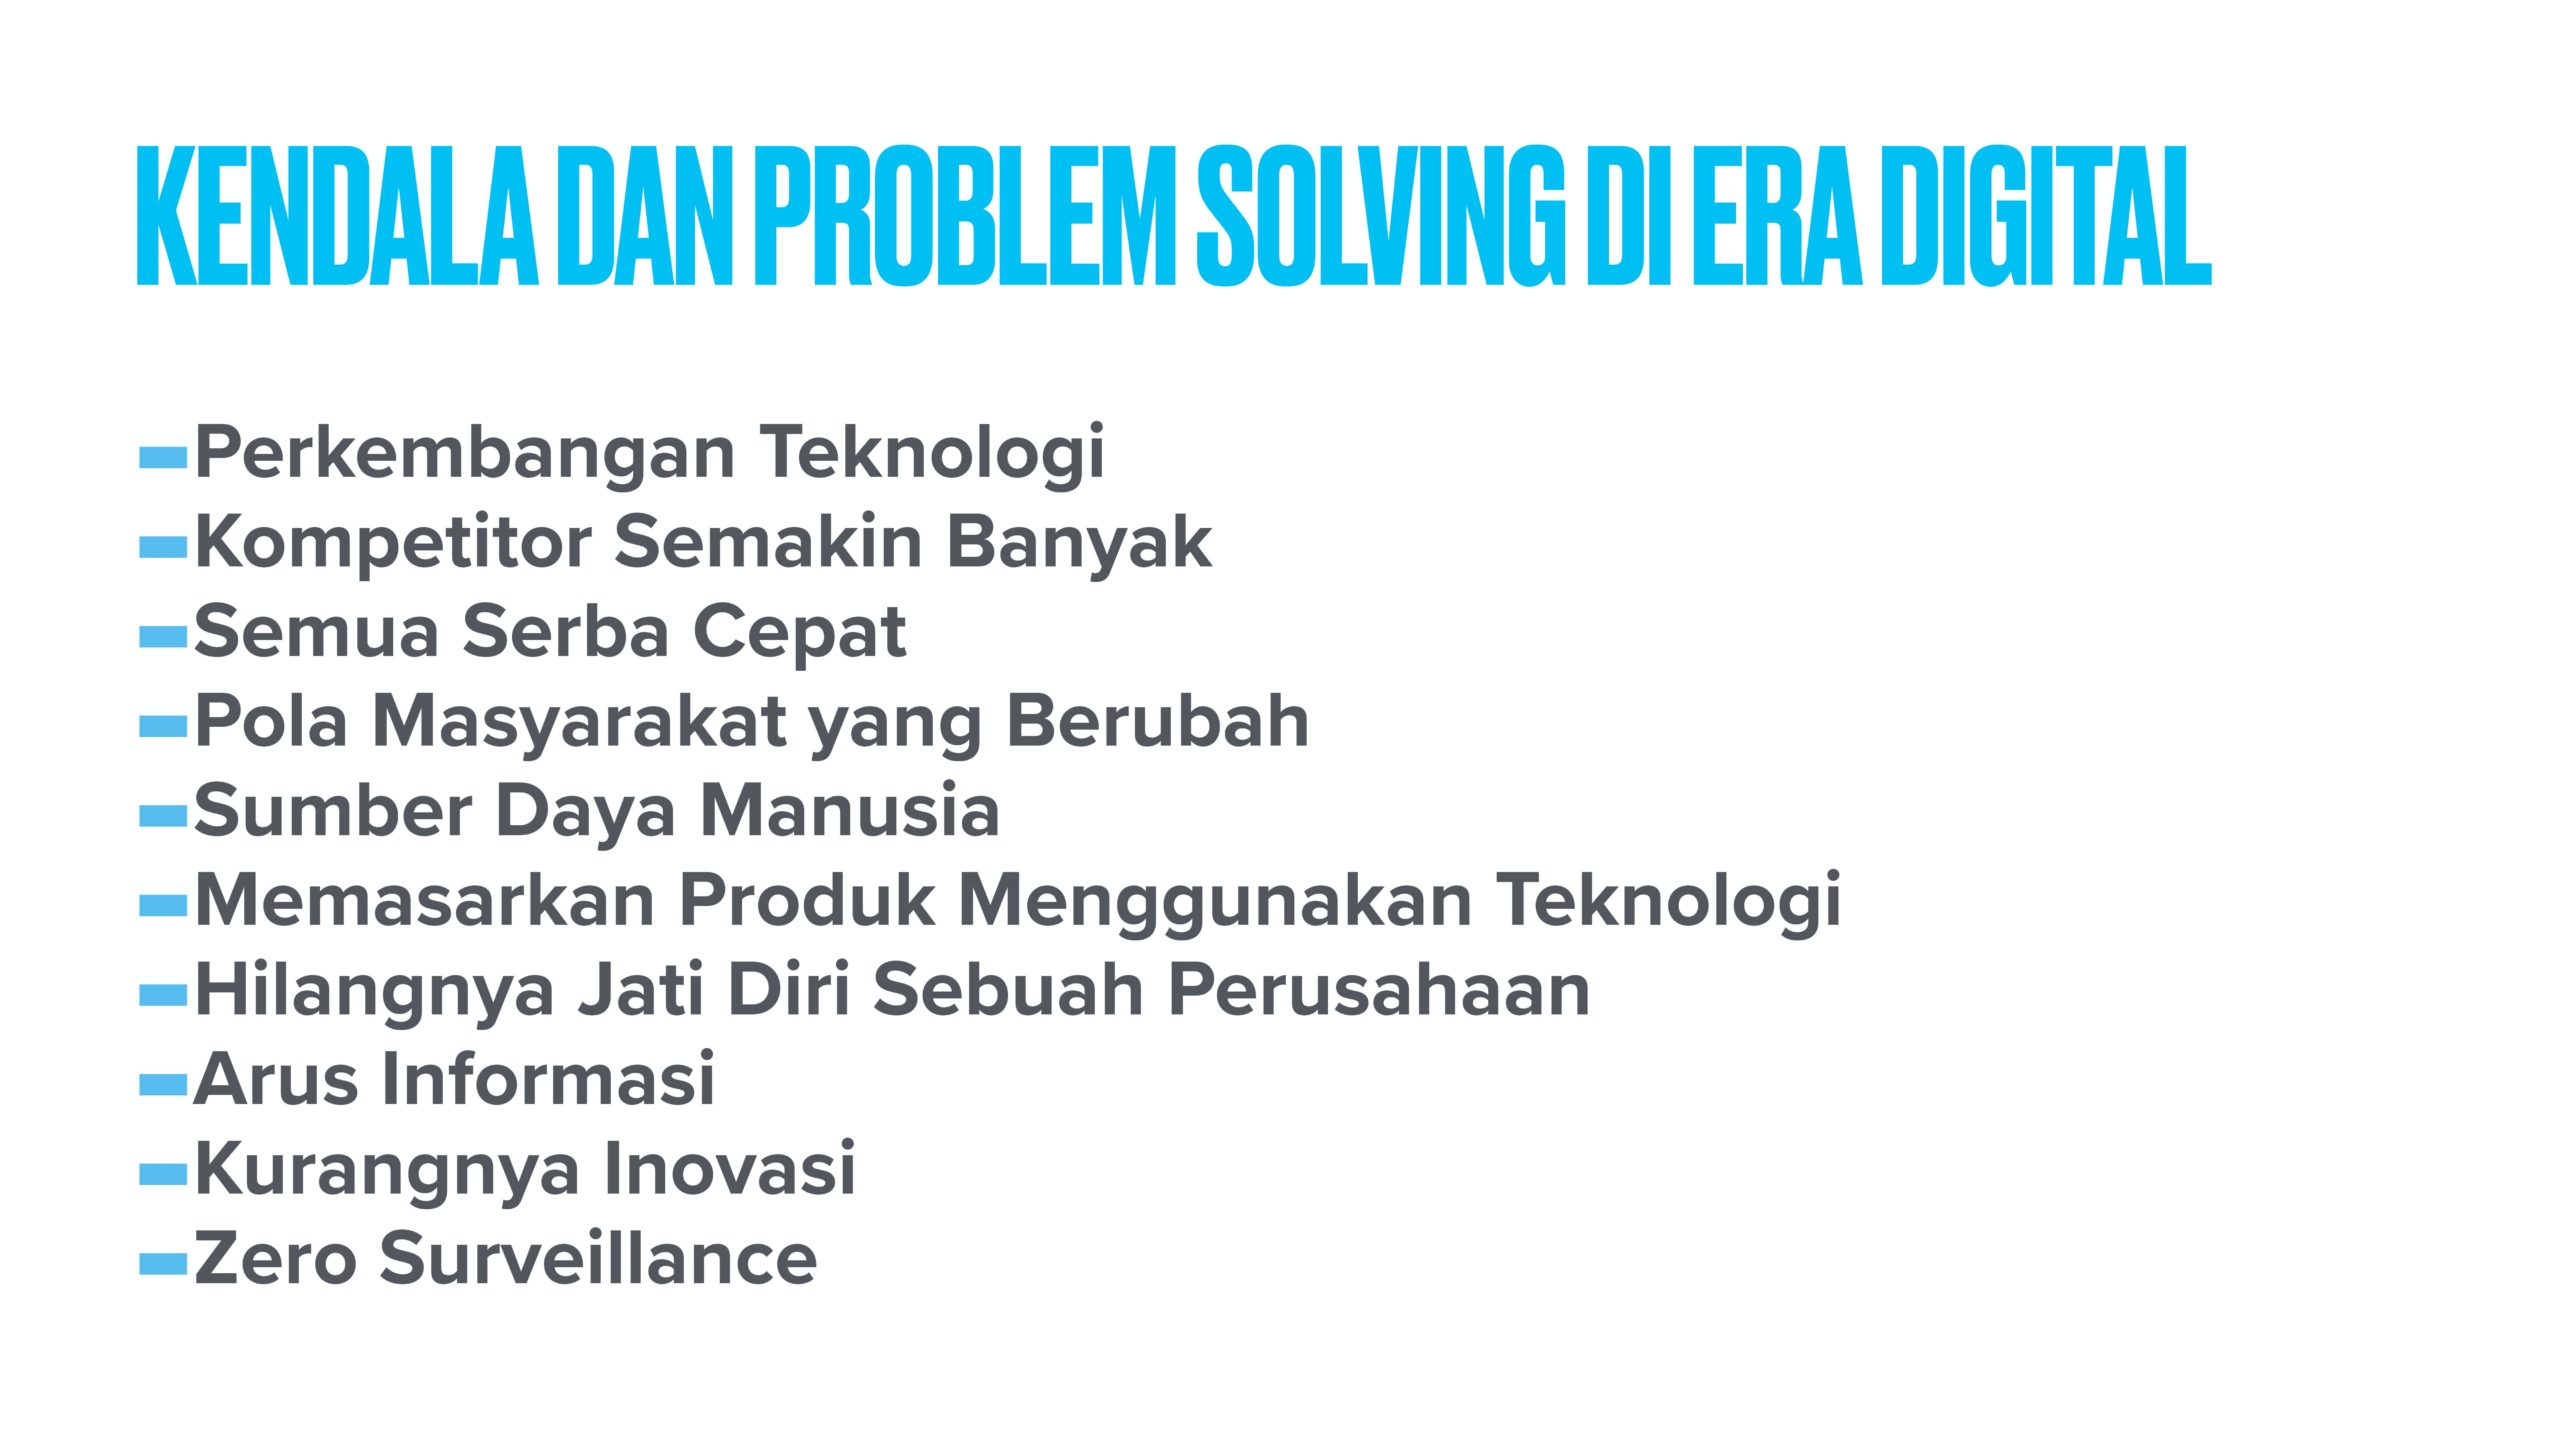 KENDALA DAN PROBLEM SOLVING DI ERA DIGITAL
Perkembangan Teknologi
Kompetitor Semakin Banyak
Semua Serba Cepat
Pola Masyarakat yang Berubah
Sumber Daya Manusia
Memasarkan Produk Menggunakan Teknologi
Hilangnya Jati Diri Sebuah Perusahaan
Arus Informasi
Kurangnya Inovasi
Zero Surveillance